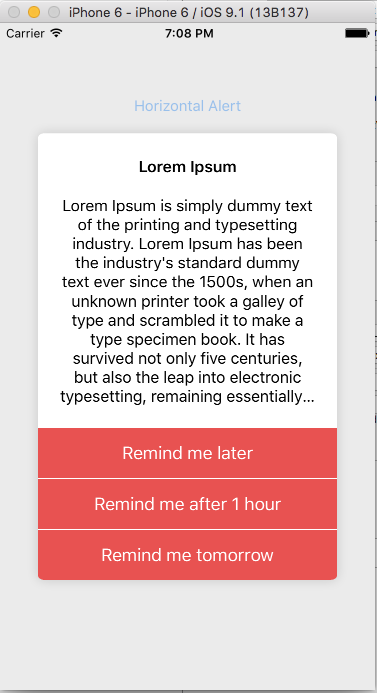 iPhone 6 - iPhone 6 / iOS 9.1 (13B137)
Carrier 7:08 PM
Horizontal Alert
Lorem Ipsum
Lorem Ipsum is simply dummy text
of the printing and typesetting
industry. Lorem Ipsum has been
the industry's standard dummy
text ever since the 1500s, when an
unknown printer took a galley of
type and scrambled it to make a
type specimen book. It has
survived not only five centuries,
but also the leap into electronic
typesetting, remaining essentially...
Remind me later
Remind me after 1 hour
Remind me tomorrow